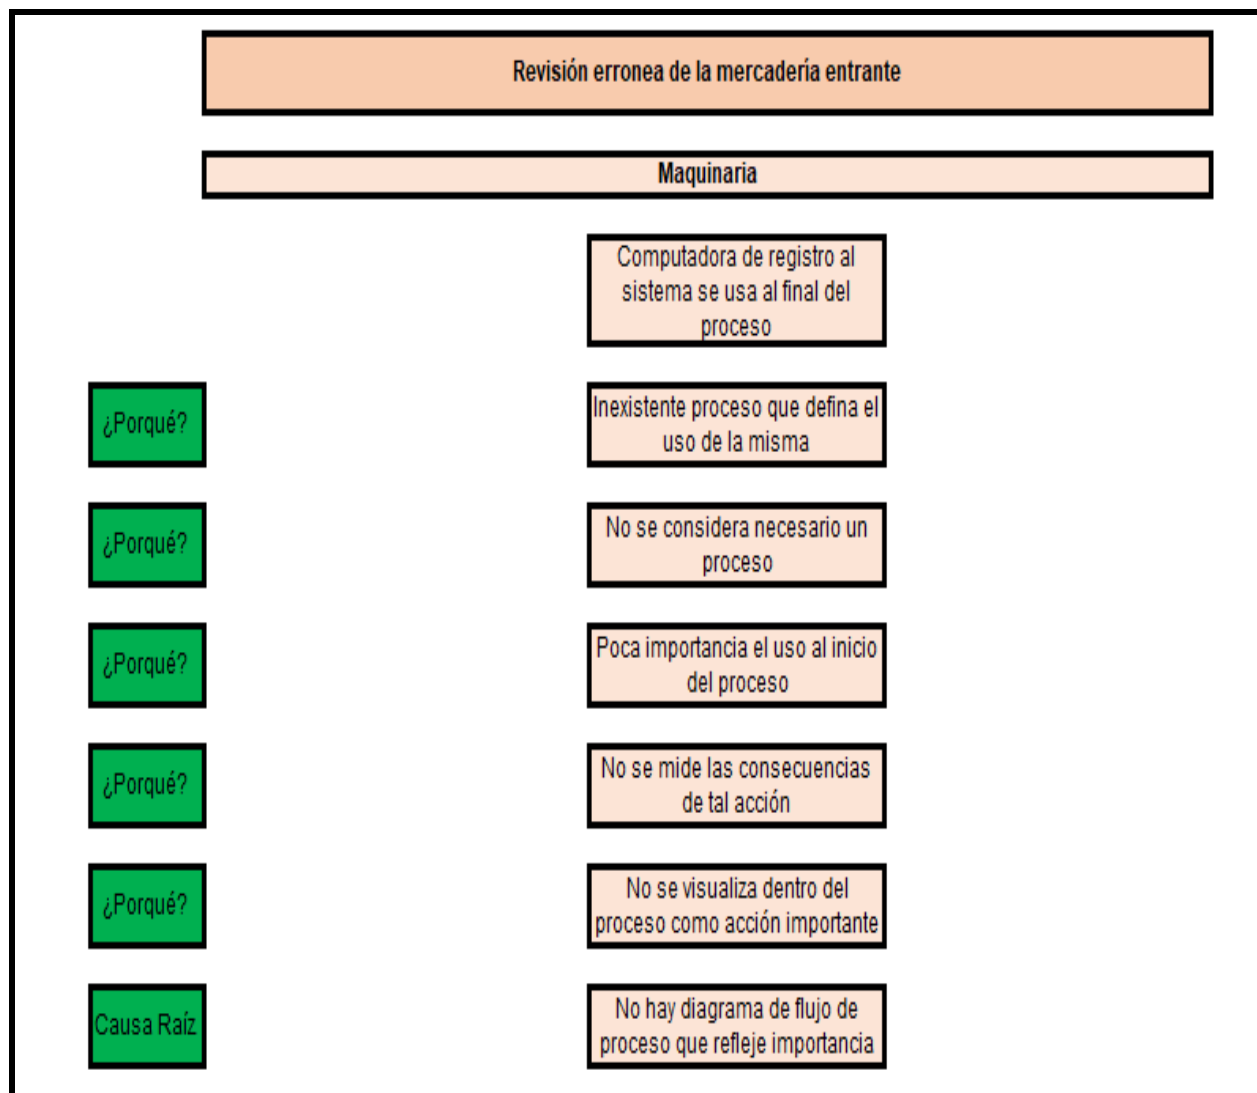 Revisión erronea de la mercadería entrante
Maquinaria
Computadora de registro al
sistema se usa al final del
proceso
¿Porqué?
Inexistente proceso que defina el
uso de la misma
¿Porqué?
No se considera necesario un
proceso
¿Porqué?
Poca importancia el uso al inicio
del proceso
¿Porqué?
No se mide las consecuencias
de tal acción
¿Porqué?
No se visualiza dentro del
proceso como acción importante
Causa Raíz
No hay diagrama de flujo de
proceso que refleje importancia